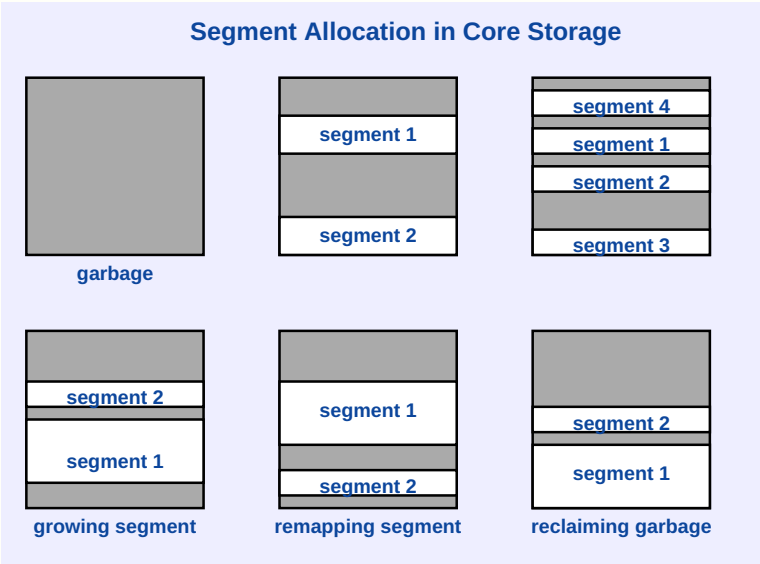 Segment Allocation in Core Storage
segment 1
segment 2
segment 4
segment 1
segment 2
segment 3
garbage
segment 2
segment 1
segment 1
segment 2
segment 2
segment 1
growing segment
remapping segment
reclaiming garbage